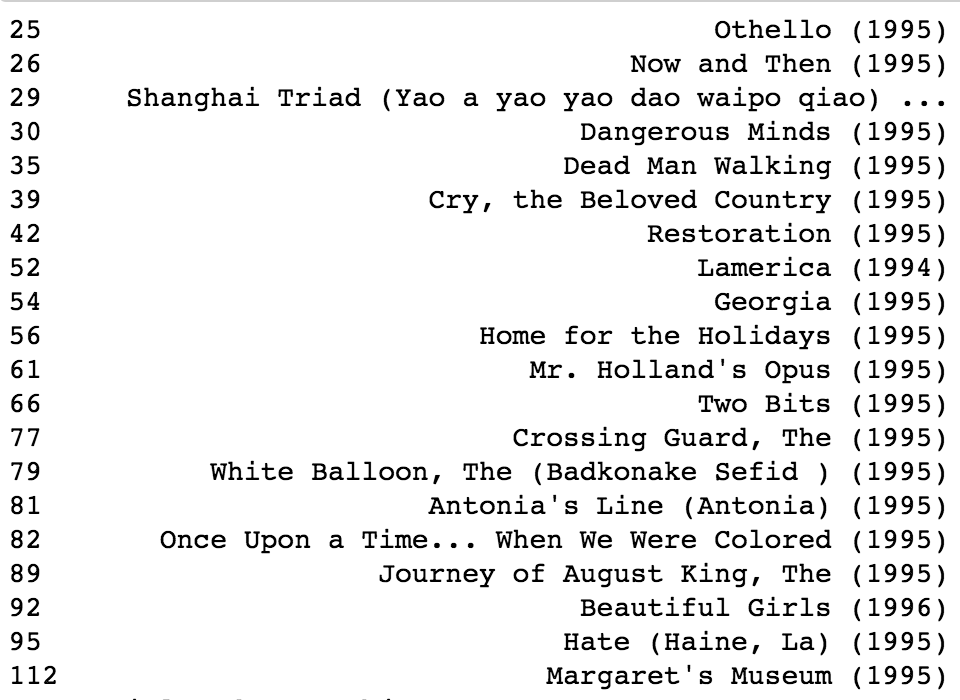 25 Othello (1995)
26 Now and Then (1995)
29 Shanghai Triad (Yao a yao yao dao waipo qiao) ...
30 Dangerous Minds (1995)
35 Dead Man Walking (1995)
39 Cry, the Beloved Country (1995)
42 Restoration (1995)
52 Lamerica (1994)
54 Georgia (1995)
56 Home for the Holidays (1995)
61 Mr. Holland's Opus (1995)
66 Two Bits (1995)
77 Crossing Guard, The (1995)
79 White Balloon, The (Badkonake Sefid ) (1995)
81 Antonia's Line (Antonia) (1995)
82 Once Upon a Time... When We Were Colored (1995)
89 Journey of August King, The (1995)
92 Beautiful Girls (1996)
95 Hate (Haine, La) (1995)
112 Margaret's Museum (1995)